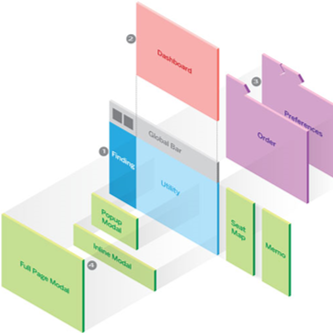 2
Dashboard
3
Preferences
Order
1
Global Bar
Finding
Utility
Popup
Modal
Seat
Map
Memo
Inline Modal
Full Page Modal
4